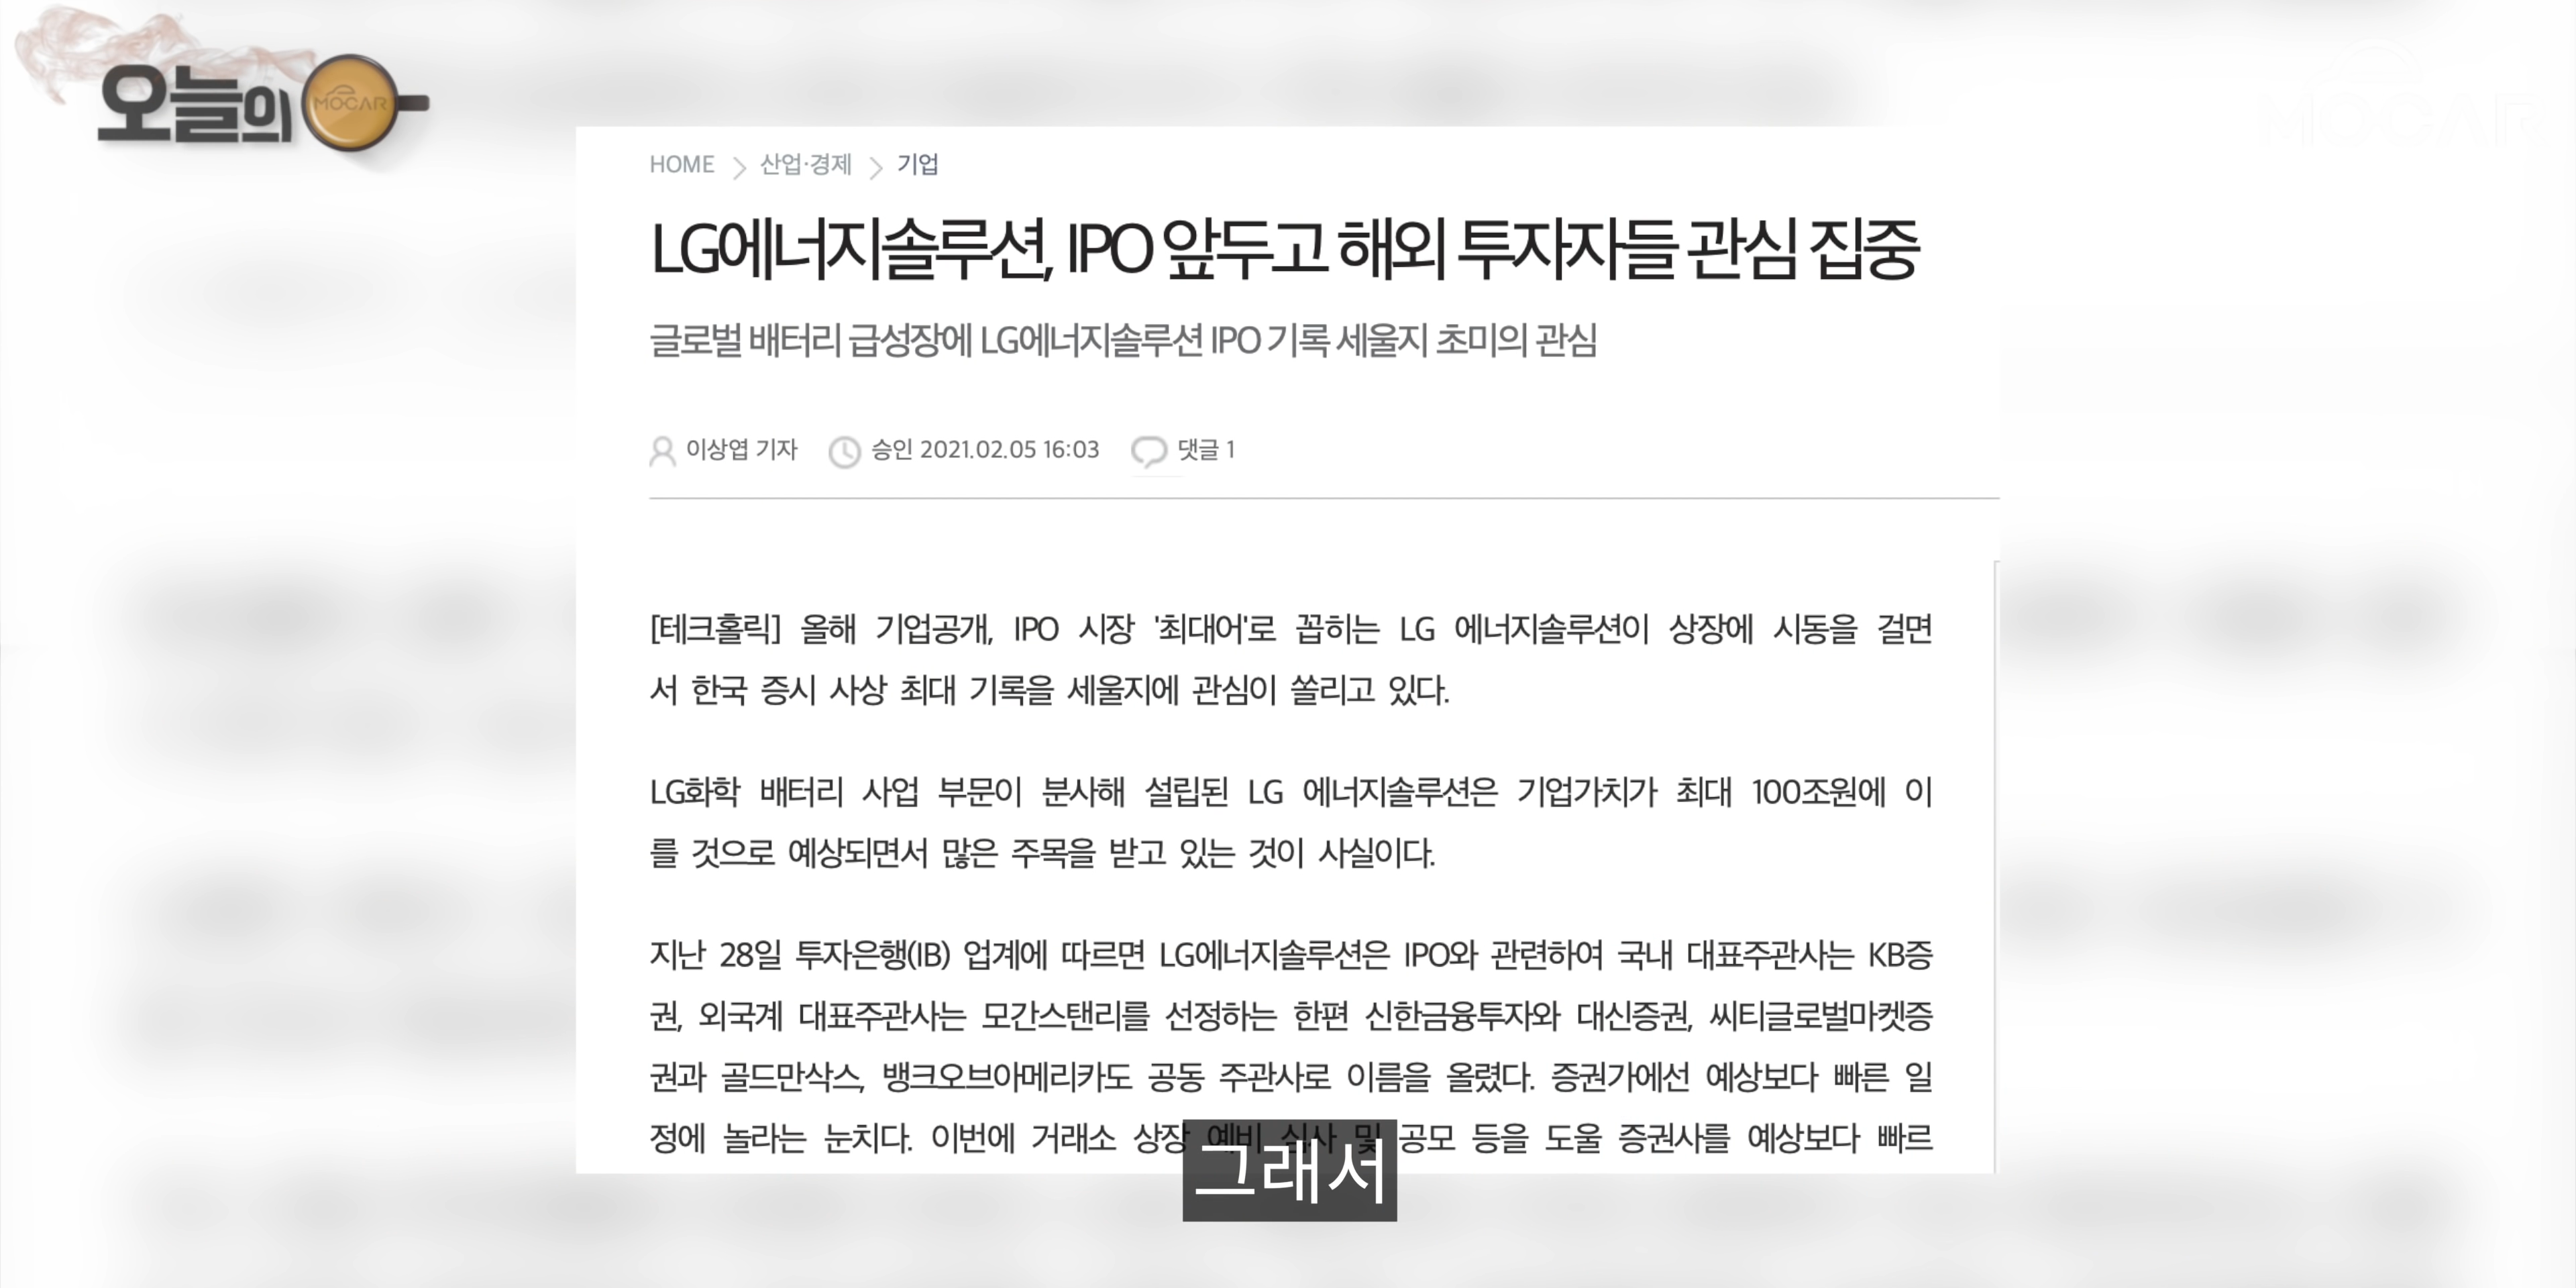 오늘의 MOCAR
MOCAR
HOME > 산업·경제 > 기업
LG에너지솔루션, IPO 앞두고 해외 투자자들 관심 집중
글로벌 배터리 급성장에 LG에너지솔루션 IPO 기록 세울지 초미의 관심
이상엽 기자 승인 2021.02.05 16:03 댓글 1
[테크홀릭] 올해 기업공개, IPO 시장 '최대어'로 꼽히는 LG 에너지솔루션이 상장에 시동을 걸면
서 한국 증시 사상 최대 기록을 세울지에 관심이 쏠리고 있다.
LG화학 배터리 사업 부문이 분사해 설립된 LG 에너지솔루션은 기업가치가 최대 100조원에 이
를 것으로 예상되면서 많은 주목을 받고 있는 것이 사실이다.
지난 28일 투자은행(IB) 업계에 따르면 LG에너지솔루션은 IPO와 관련하여 국내 대표주관사는 KB증
권, 외국계 대표주관사는 모간스탠리를 선정하는 한편 신한금융투자와 대신증권, 씨티글로벌마켓증
권과 골드만삭스, 뱅크오브아메리카도 공동 주관사로 이름을 올렸다. 증권가에선 예상보다 빠른 일
정에 놀라는 눈치다. 이번에 거래소 상장 예비 심사 및 공모 등을 도울 증권사를 예상보다 빠르
그래서